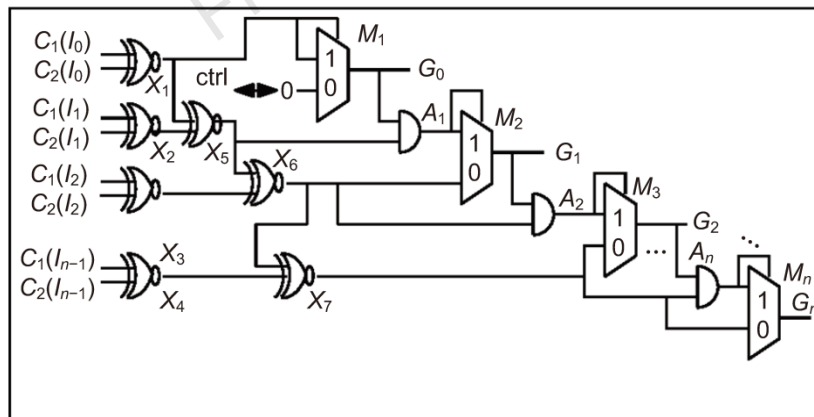 C₁(I₀)
C₂(I₀)
X₁
ctrl
0
1
0
M₁
G₀
C₁(I₁)
C₂(I₁)
X₂
X₅
A₁
M₂
1
0
G₁
C₁(I₂)
C₂(I₂)
X₆
A₂
M₃
1
0
G₂
...
...
C₁(Iₙ₋₁)
C₂(Iₙ₋₁)
X₃
X₄
X₇
Aₙ
Mₙ
1
0